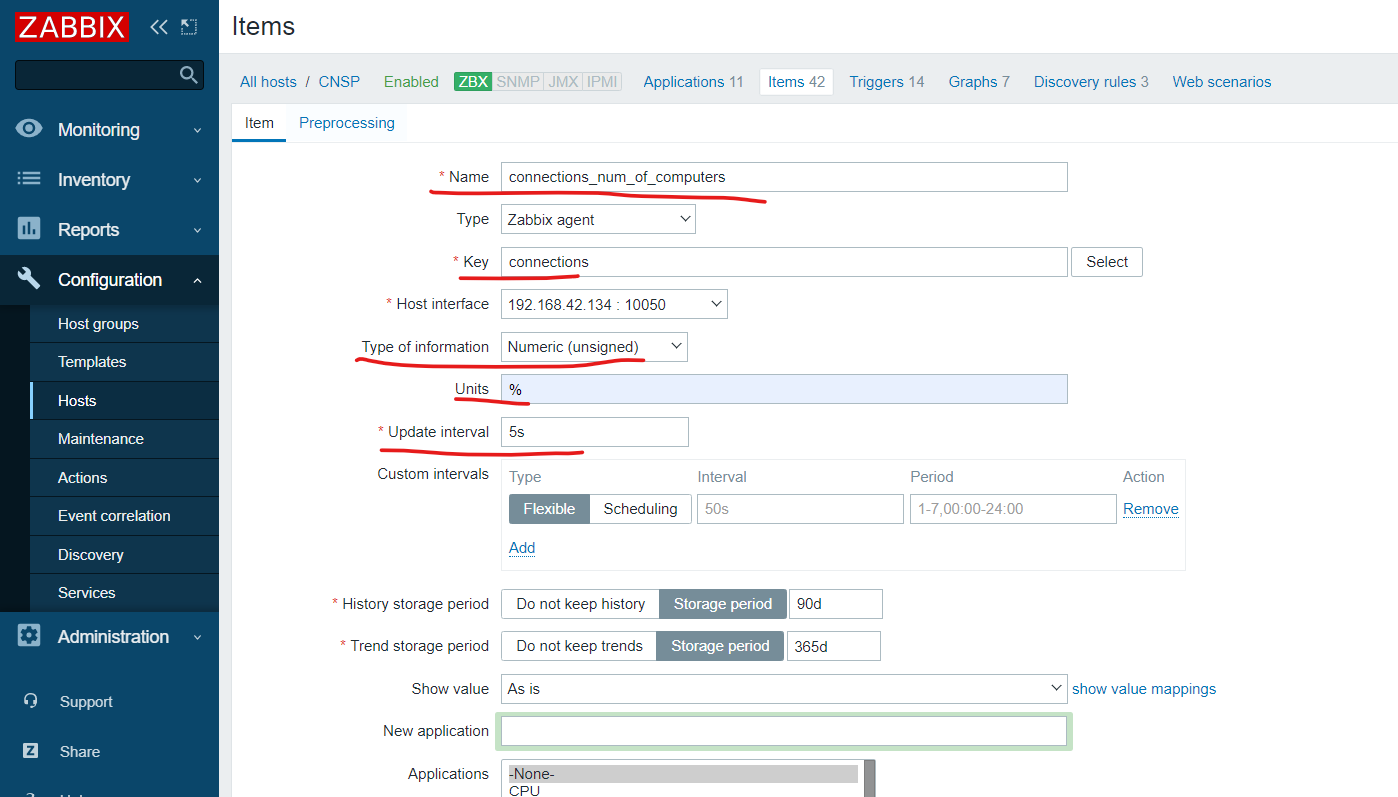 ZABBIX
Items
All hosts / CNSP Enabled ZBX SNMP JMX IPMI Applications 11 Items 42 Triggers 14 Graphs 7 Discovery rules 3 Web scenarios
Item Preprocessing
Monitoring
Inventory
Reports
Configuration
Host groups
Templates
Hosts
Maintenance
Actions
Event correlation
Discovery
Services
Administration
Support
Share
* Name connections_num_of_computers
Type Zabbix agent
* Key connections Select
* Host interface 192.168.42.134 : 10050
Type of information Numeric (unsigned)
Units %
* Update interval 5s
Custom intervals Type Interval Period Action
Flexible Scheduling 50s 1-7,00:00-24:00 Remove
Add
* History storage period Do not keep history Storage period 90d
* Trend storage period Do not keep trends Storage period 365d
Show value As is show value mappings
New application
Applications -None-
CPU